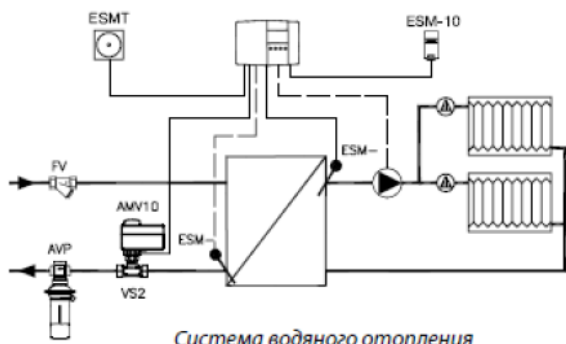 ESMT
ESM-10
FV
ESM-
AMV10
ESM-
AVP
VS2
Система водяного отопления